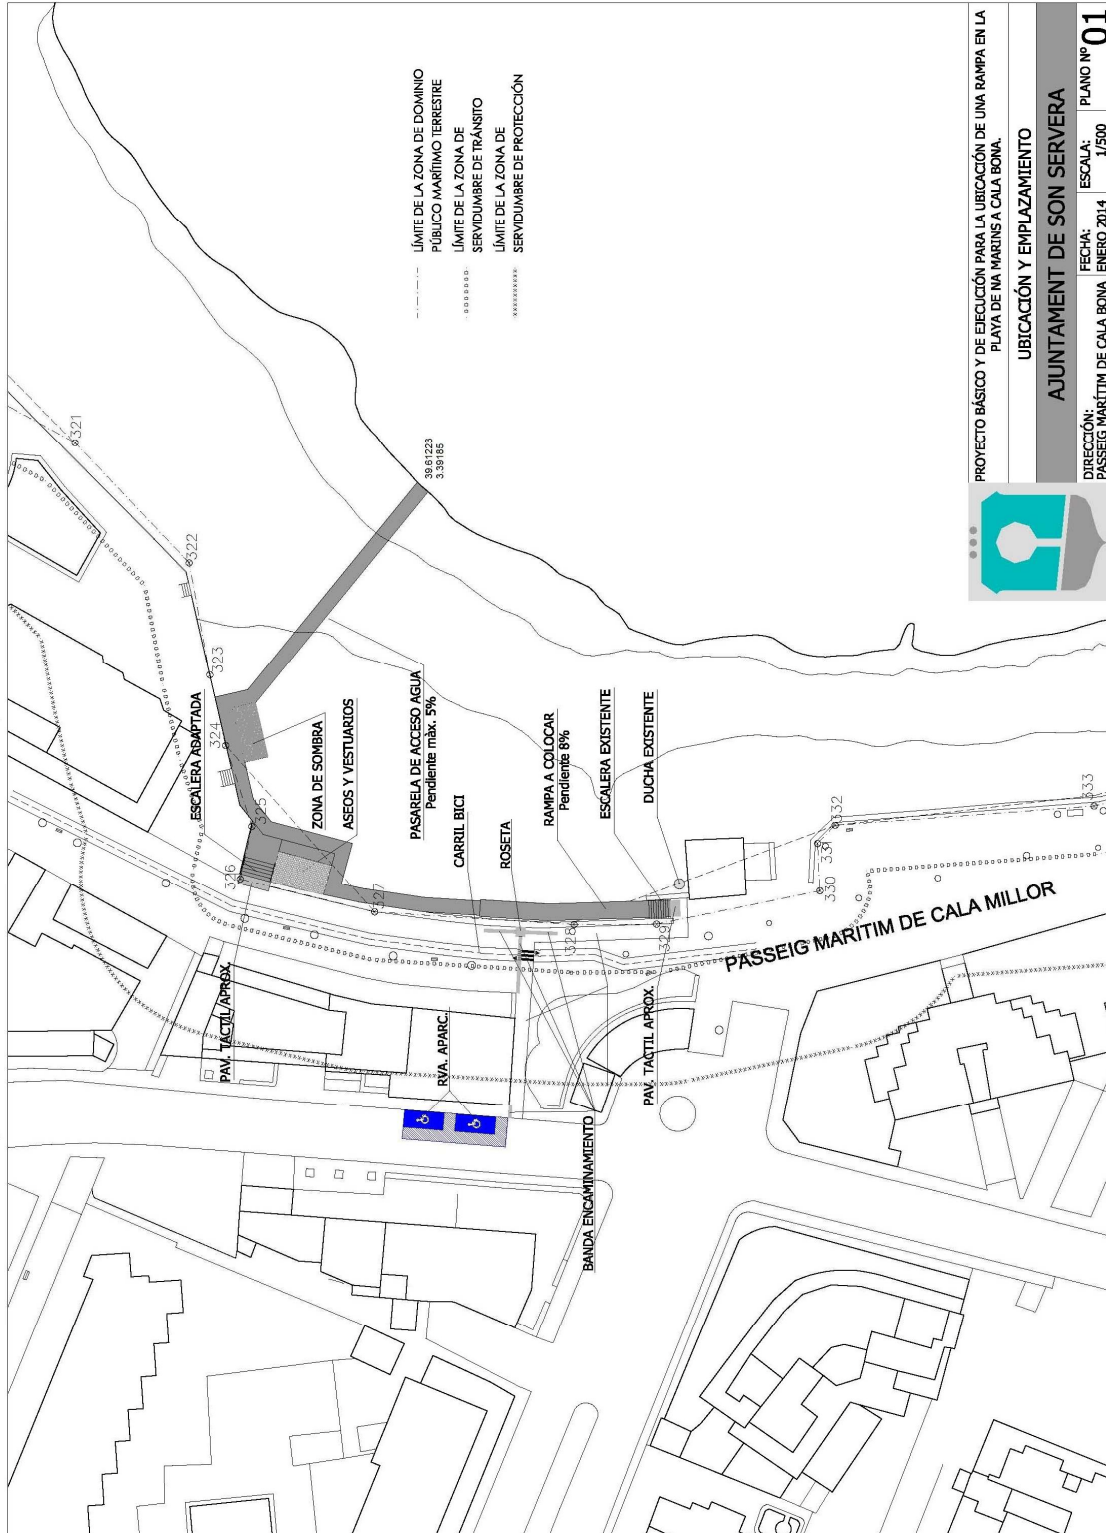 LÍMITE DE LA ZONA DE DOMINIO
PÚBLICO MARÍTIMO TERRESTRE
LÍMITE DE LA ZONA DE
SERVIDUMBRE DE TRÁNSITO
LÍMITE DE LA ZONA DE
SERVIDUMBRE DE PROTECCIÓN
321
322
323
324
325
326
327
328
329
330
331
332
333
39.61223
3.39185
ESCALERA ADAPTADA
ZONA DE SOMBRA
ASEOS Y VESTUARIOS
PASARELA DE ACCESO AGUA
Pendiente màx. 5%
CARRIL BICI
ROSETA
RAMPA A COLOCAR
Pendiente 8%
ESCALERA EXISTENTE
DUCHA EXISTENTE
PAV. TACTIL APROX.
RVA. APARC.
PAV. TACTIL APROX.
BANDA ENCAMINAMIENTO
PASSEIG MARÍTIM DE CALA MILLOR
PROYECTO BÁSICO Y DE EJECUCIÓN PARA LA UBICACIÓN DE UNA RAMPA EN LA
PLAYA DE NA MARINS A CALA BONA.
UBICACIÓN Y EMPLAZAMIENTO
AJUNTAMENT DE SON SERVERA
DIRECCIÓN:
PASSEIG MARÍTIM DE CALA BONA
FECHA:
ENERO 2014
ESCALA:
1/500
PLANO Nº
01